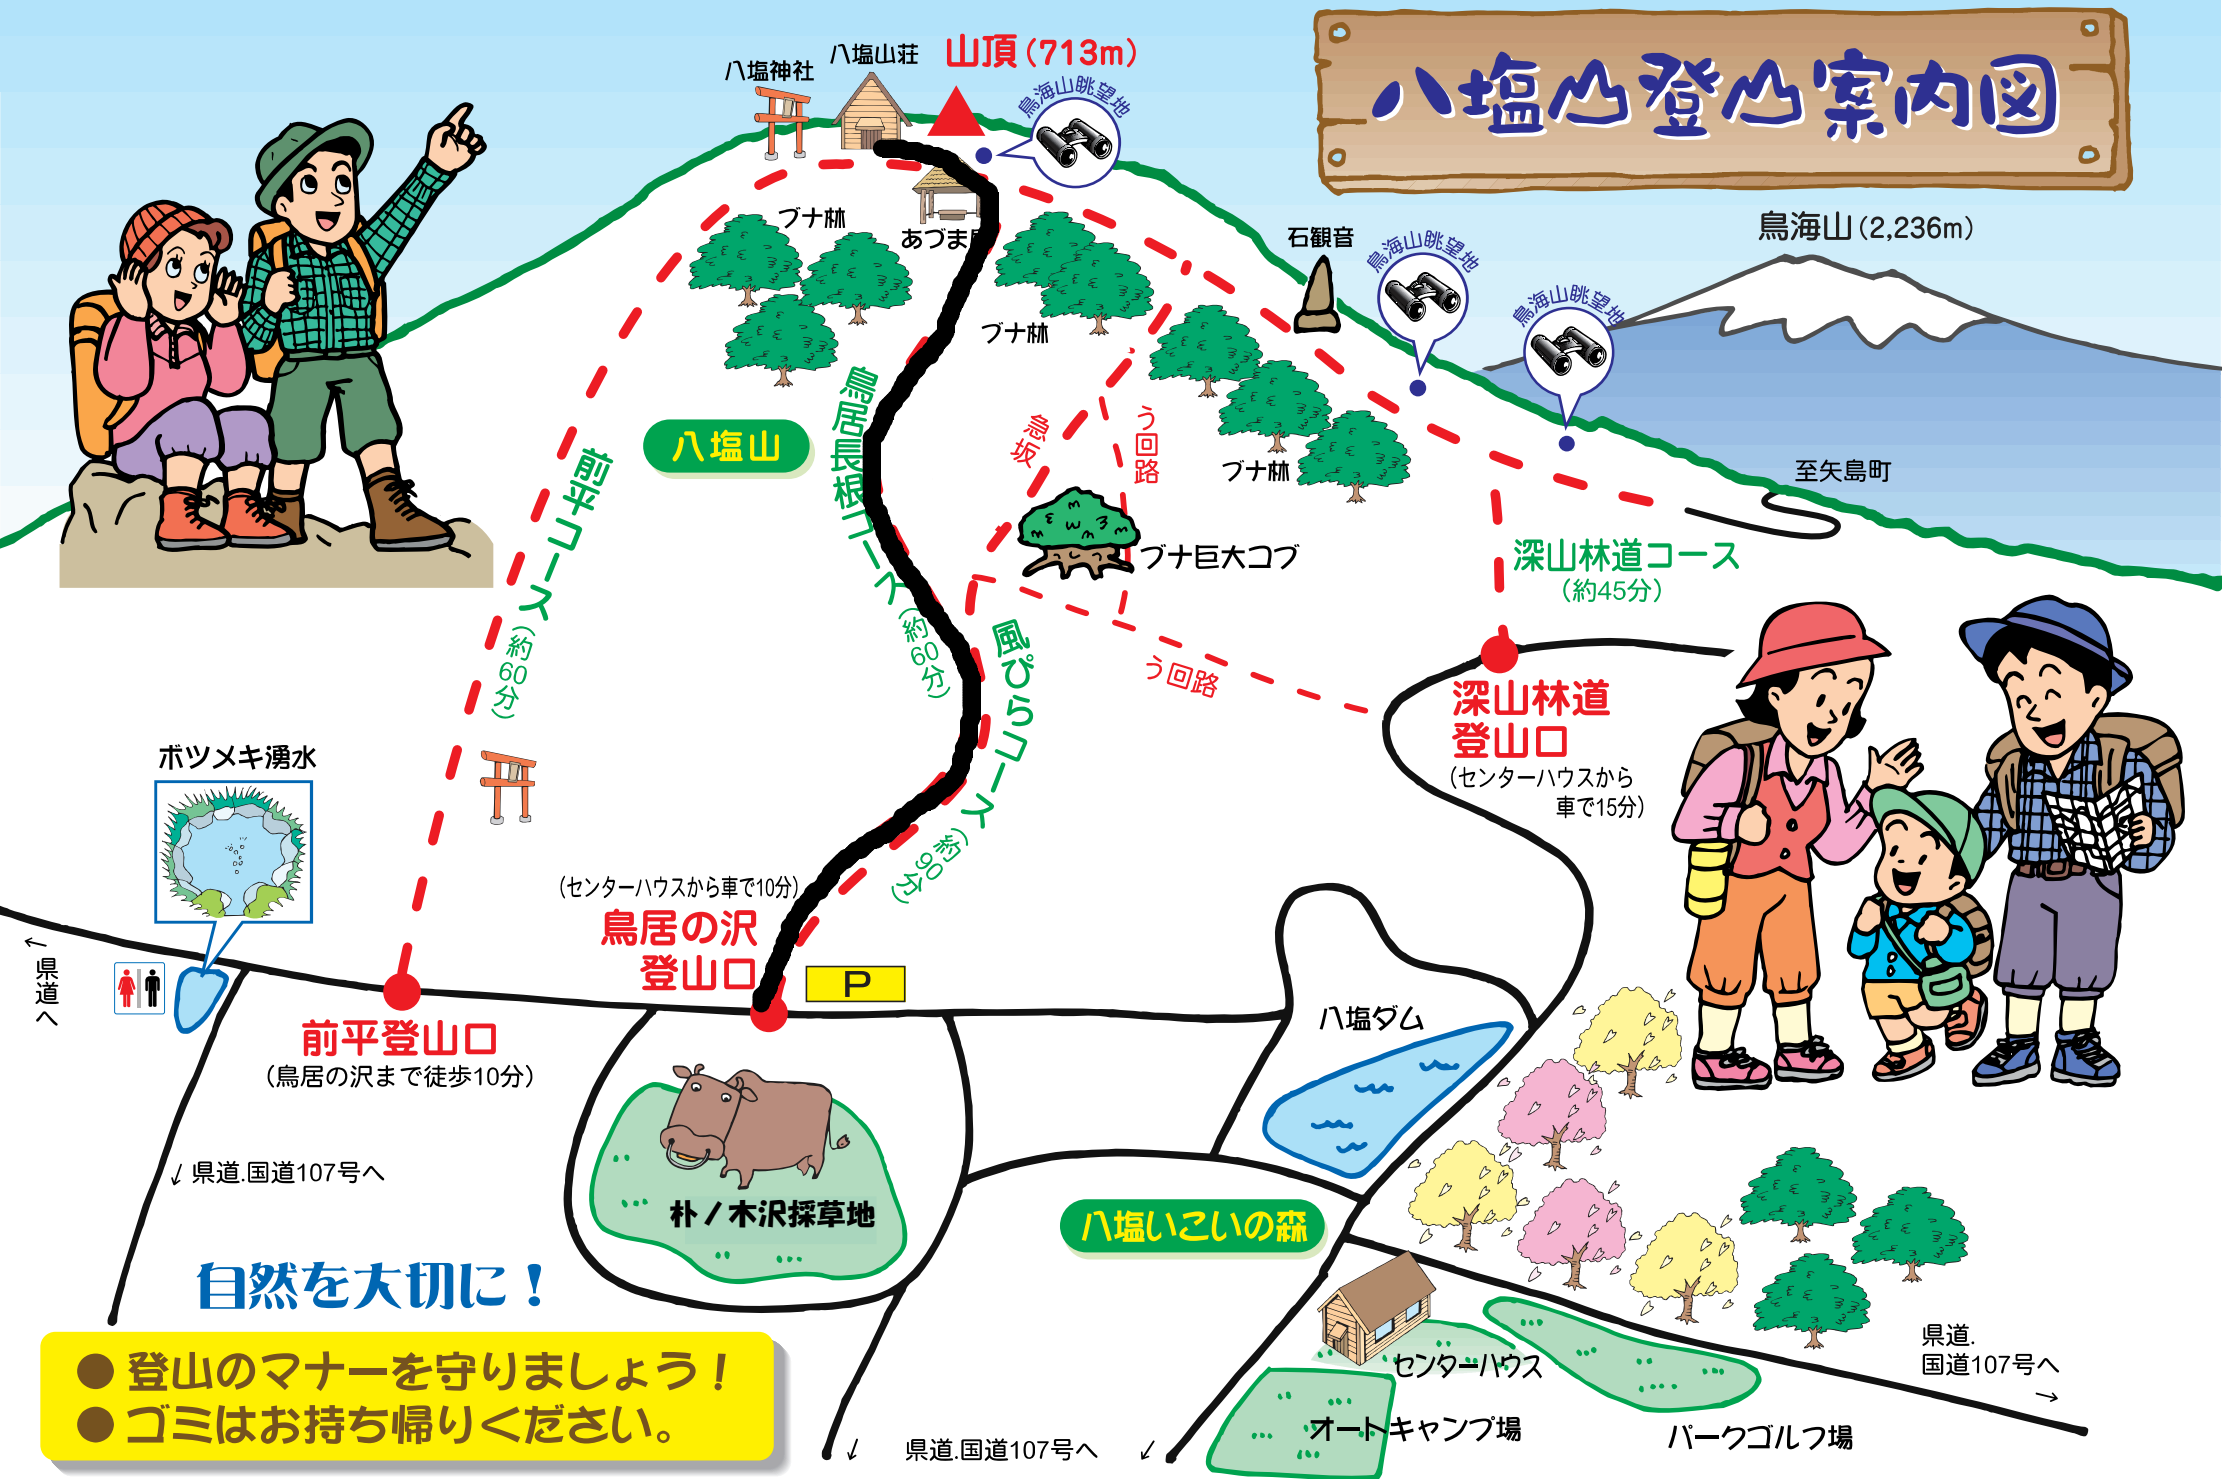 八塩山登山案内図
八塩神社
八塩山荘
山頂(713m)
鳥海山眺望地
鳥海山(2,236m)
ブナ林
あづま
石観音
鳥海山眺望地
鳥海山眺望地
ブナ林
八塩山
鳥居長根コース(約60分)
急坂
う回路
ブナ林
至矢島町
前平コース(約60分)
ブナ巨大コブ
深山林道コース
(約45分)
風ぴらコース(約90分)
う回路
深山林道
登山口
(センターハウスから
車で15分)
ボツメキ湧水
(センターハウスから車で10分)
鳥居の沢
登山口
P
←
県道へ
前平登山口
(鳥居の沢まで徒歩10分)
八塩ダム
↓県道.国道107号へ
朴ノ木沢採草地
八塩いこいの森
自然を大切に!
●登山のマナーを守りましょう!
●ゴミはお持ち帰りください。
センターハウス
県道.
国道107号へ
→
オートキャンプ場
パークゴルフ場
↓ 県道.国道107号へ ↓